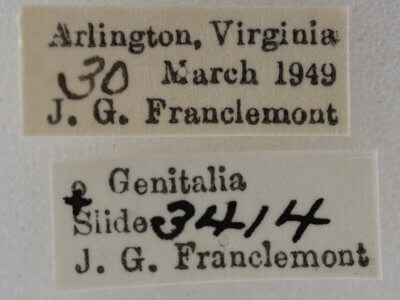 Arlington, Virginia
30 March 1949
J. G. Franclemont
♀ Genitalia
Slide 3414
J. G. Franclemont